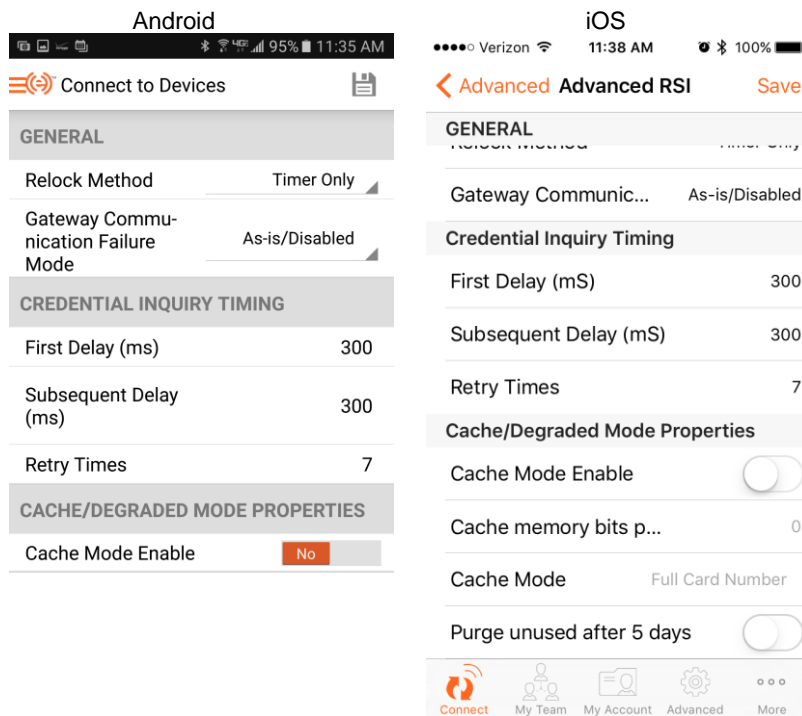 Android
4G 95% 11:35 AM
Connect to Devices
GENERAL
Relock Method Timer Only
Gateway Commu-
nication Failure
Mode
As-is/Disabled
CREDENTIAL INQUIRY TIMING
First Delay (ms) 300
Subsequent Delay
(ms)
300
Retry Times 7
CACHE/DEGRADED MODE PROPERTIES
Cache Mode Enable No
iOS
Verizon 11:38 AM 100%
Advanced Advanced RSI Save
GENERAL
Relock Method Timer Only
Gateway Communic... As-is/Disabled
Credential Inquiry Timing
First Delay (mS) 300
Subsequent Delay (mS) 300
Retry Times 7
Cache/Degraded Mode Properties
Cache Mode Enable
Cache memory bits p... 0
Cache Mode Full Card Number
Purge unused after 5 days
Connect My Team My Account Advanced More